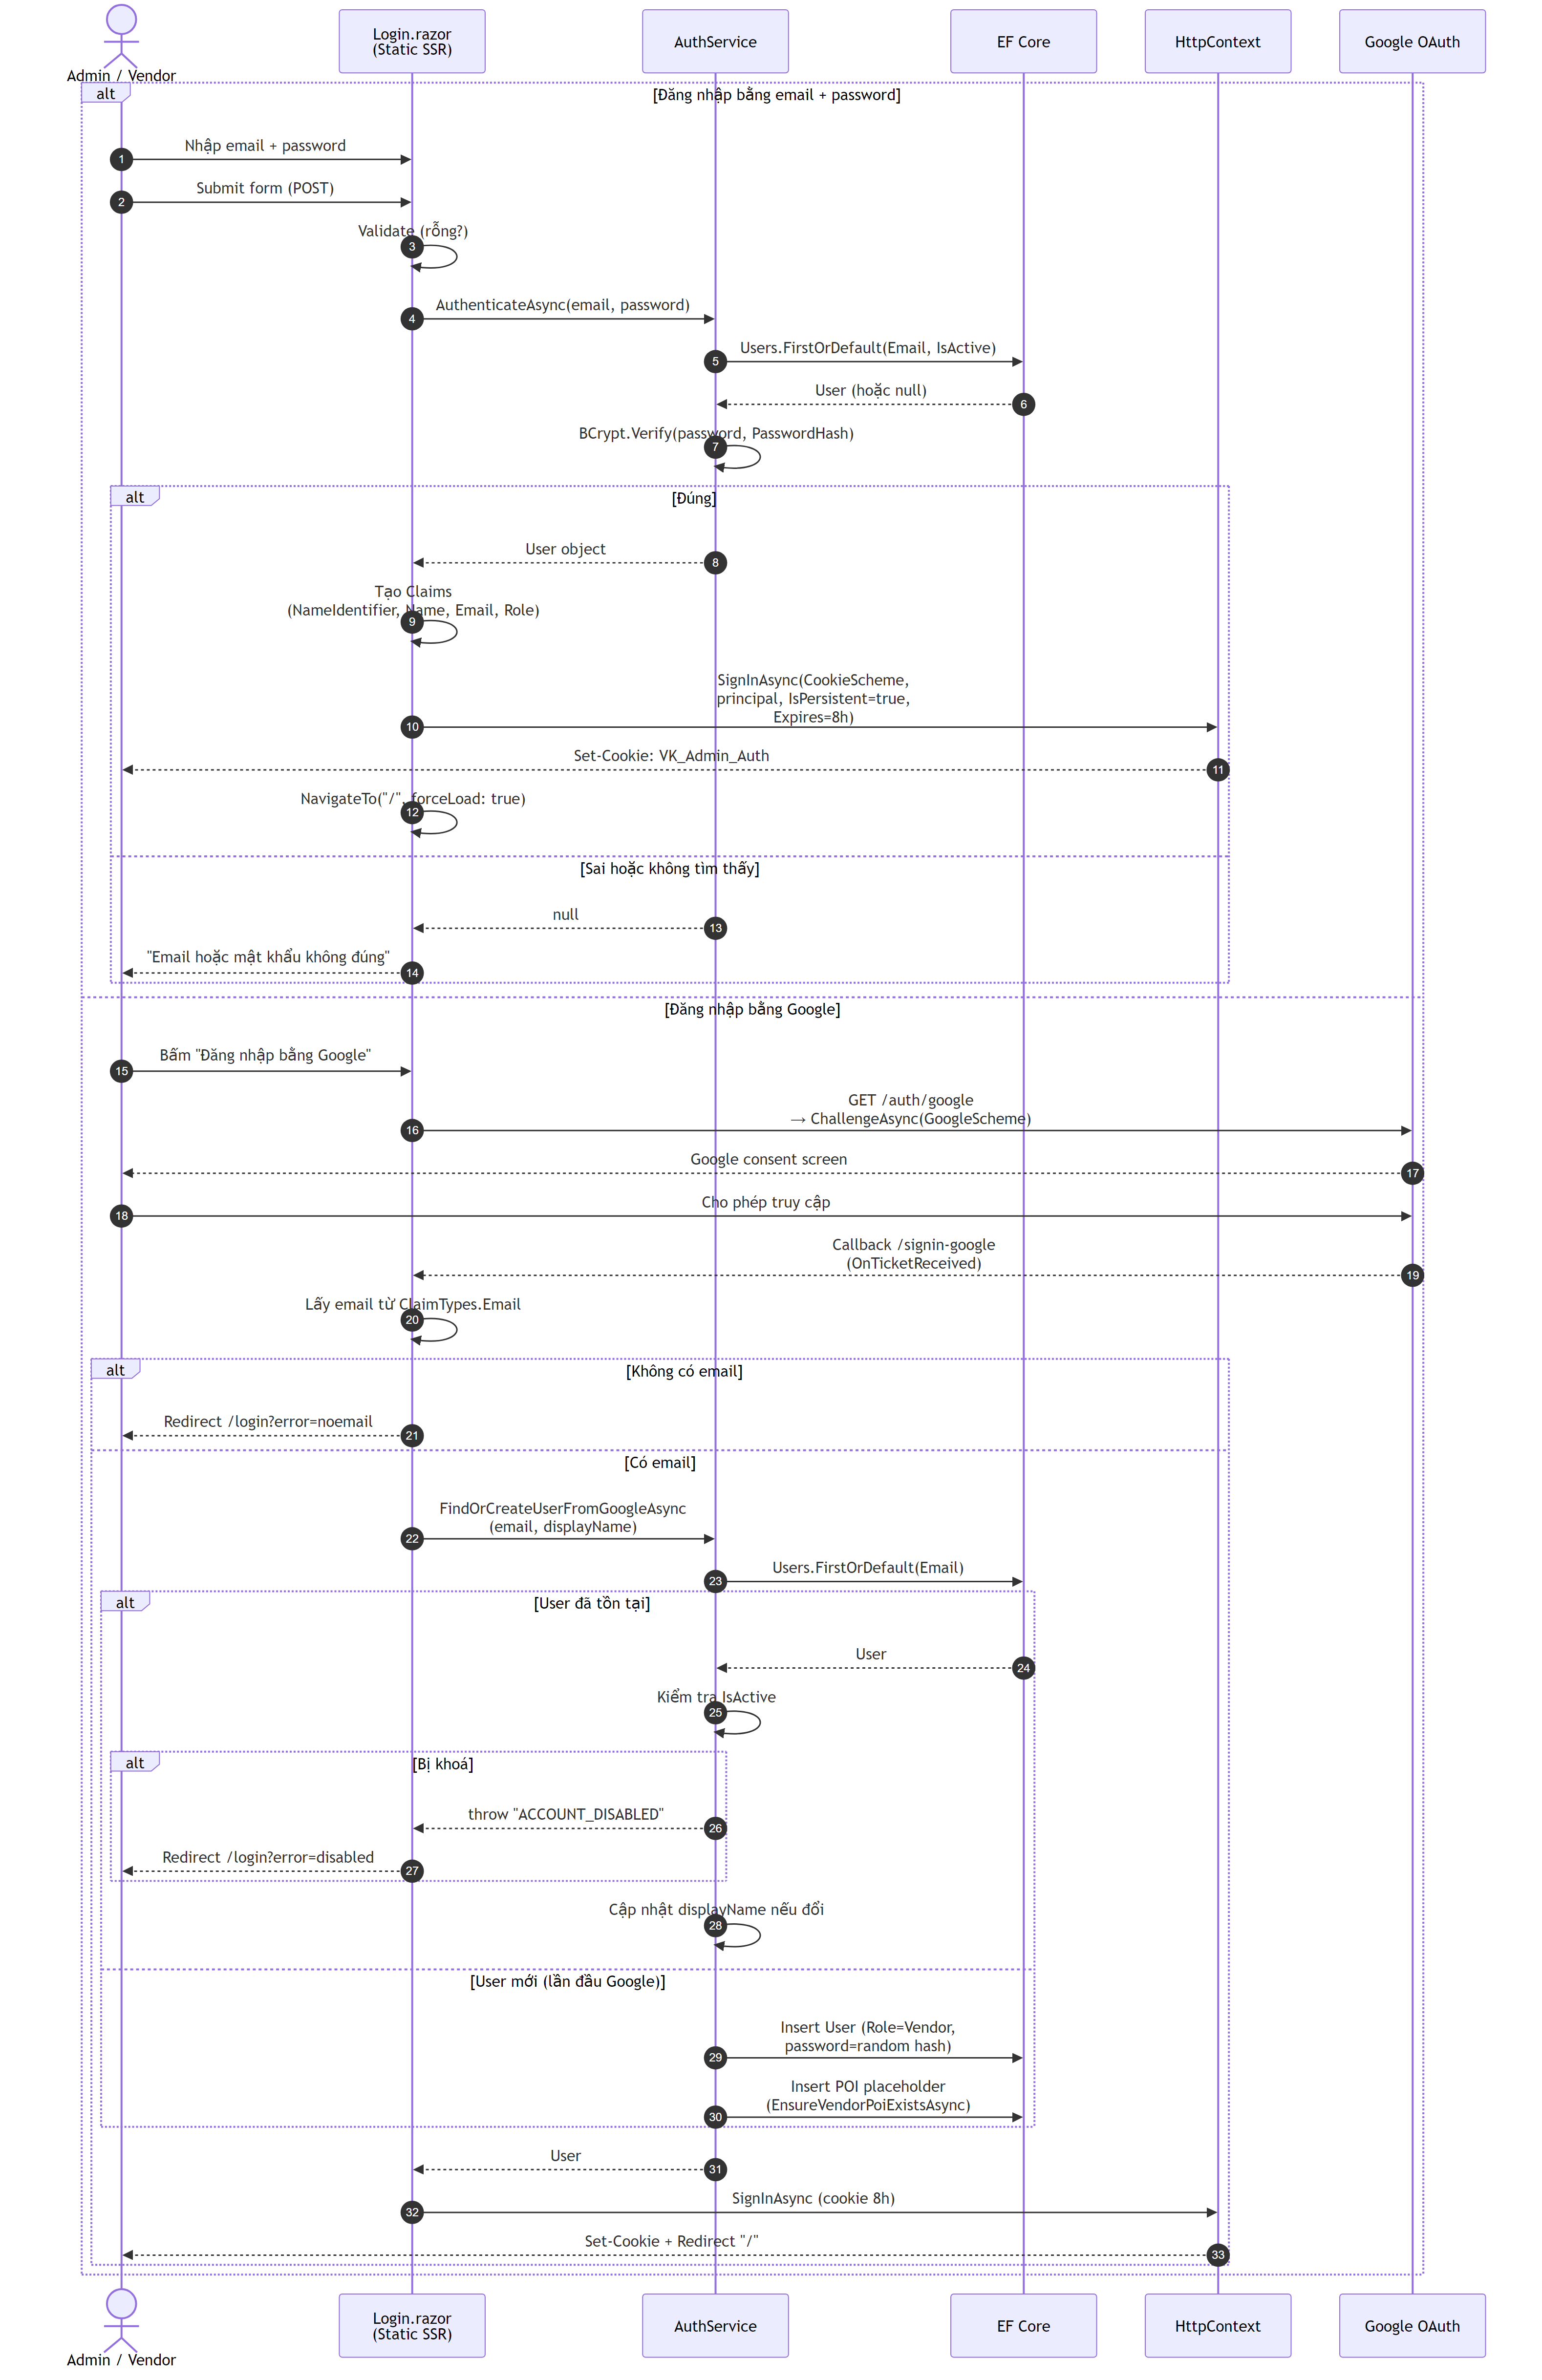 Admin / Vendor
Login.razor
(Static SSR)
AuthService
EF Core
HttpContext
Google OAuth
alt
[Đăng nhập bằng email + password]
Nhập email + password
1
Submit form (POST)
2
Validate (rỗng?)
3
AuthenticateAsync(email, password)
4
Users.FirstOrDefault(Email, IsActive)
5
User (hoặc null)
6
BCrypt.Verify(password, PasswordHash)
7
alt
[Đúng]
User object
8
Tạo Claims
(NameIdentifier, Name, Email, Role)
9
SignInAsync(CookieScheme,
principal, IsPersistent=true,
Expires=8h)
10
Set-Cookie: VK_Admin_Auth
11
NavigateTo("/", forceLoad: true)
12
[Sai hoặc không tìm thấy]
null
13
"Email hoặc mật khẩu không đúng"
14
[Đăng nhập bằng Google]
Bấm "Đăng nhập bằng Google"
15
GET /auth/google
→ ChallengeAsync(GoogleScheme)
16
Google consent screen
17
Cho phép truy cập
18
Callback /signin-google
(OnTicketReceived)
19
Lấy email từ ClaimTypes.Email
20
alt
[Không có email]
Redirect /login?error=noemail
21
[Có email]
FindOrCreateUserFromGoogleAsync
(email, displayName)
22
Users.FirstOrDefault(Email)
23
alt
[User đã tồn tại]
User
24
Kiểm tra IsActive
25
alt
[Bị khoá]
throw "ACCOUNT_DISABLED"
26
Redirect /login?error=disabled
27
Cập nhật displayName nếu đổi
28
[User mới (lần đầu Google)]
Insert User (Role=Vendor,
password=random hash)
29
Insert POI placeholder
(EnsureVendorPoiExistsAsync)
30
User
31
SignInAsync (cookie 8h)
32
Set-Cookie + Redirect "/"
33
Admin / Vendor
Login.razor
(Static SSR)
AuthService
EF Core
HttpContext
Google OAuth